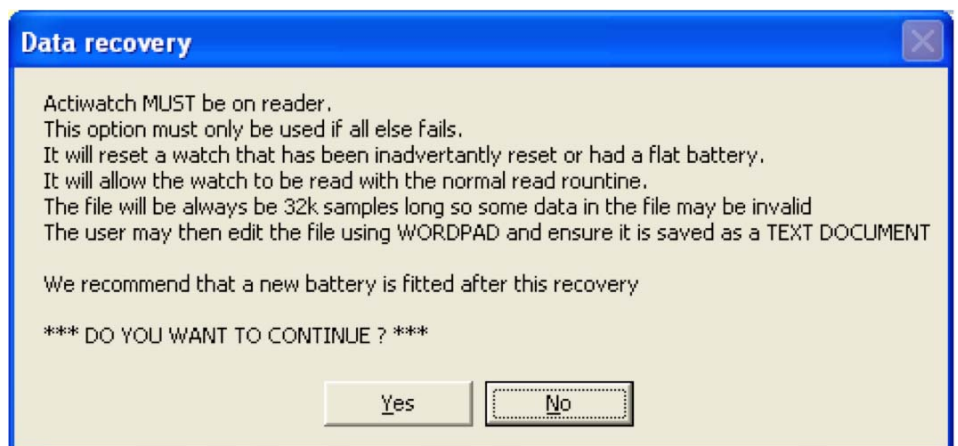 Data recovery
Actiwatch MUST be on reader.
This option must only be used if all else fails.
It will reset a watch that has been inadvertantly reset or had a flat battery.
It will allow the watch to be read with the normal read rountine.
The file will be always be 32k samples long so some data in the file may be invalid
The user may then edit the file using WORDPAD and ensure it is saved as a TEXT DOCUMENT
We recommend that a new battery is fitted after this recovery
*** DO YOU WANT TO CONTINUE ? ***
Yes No